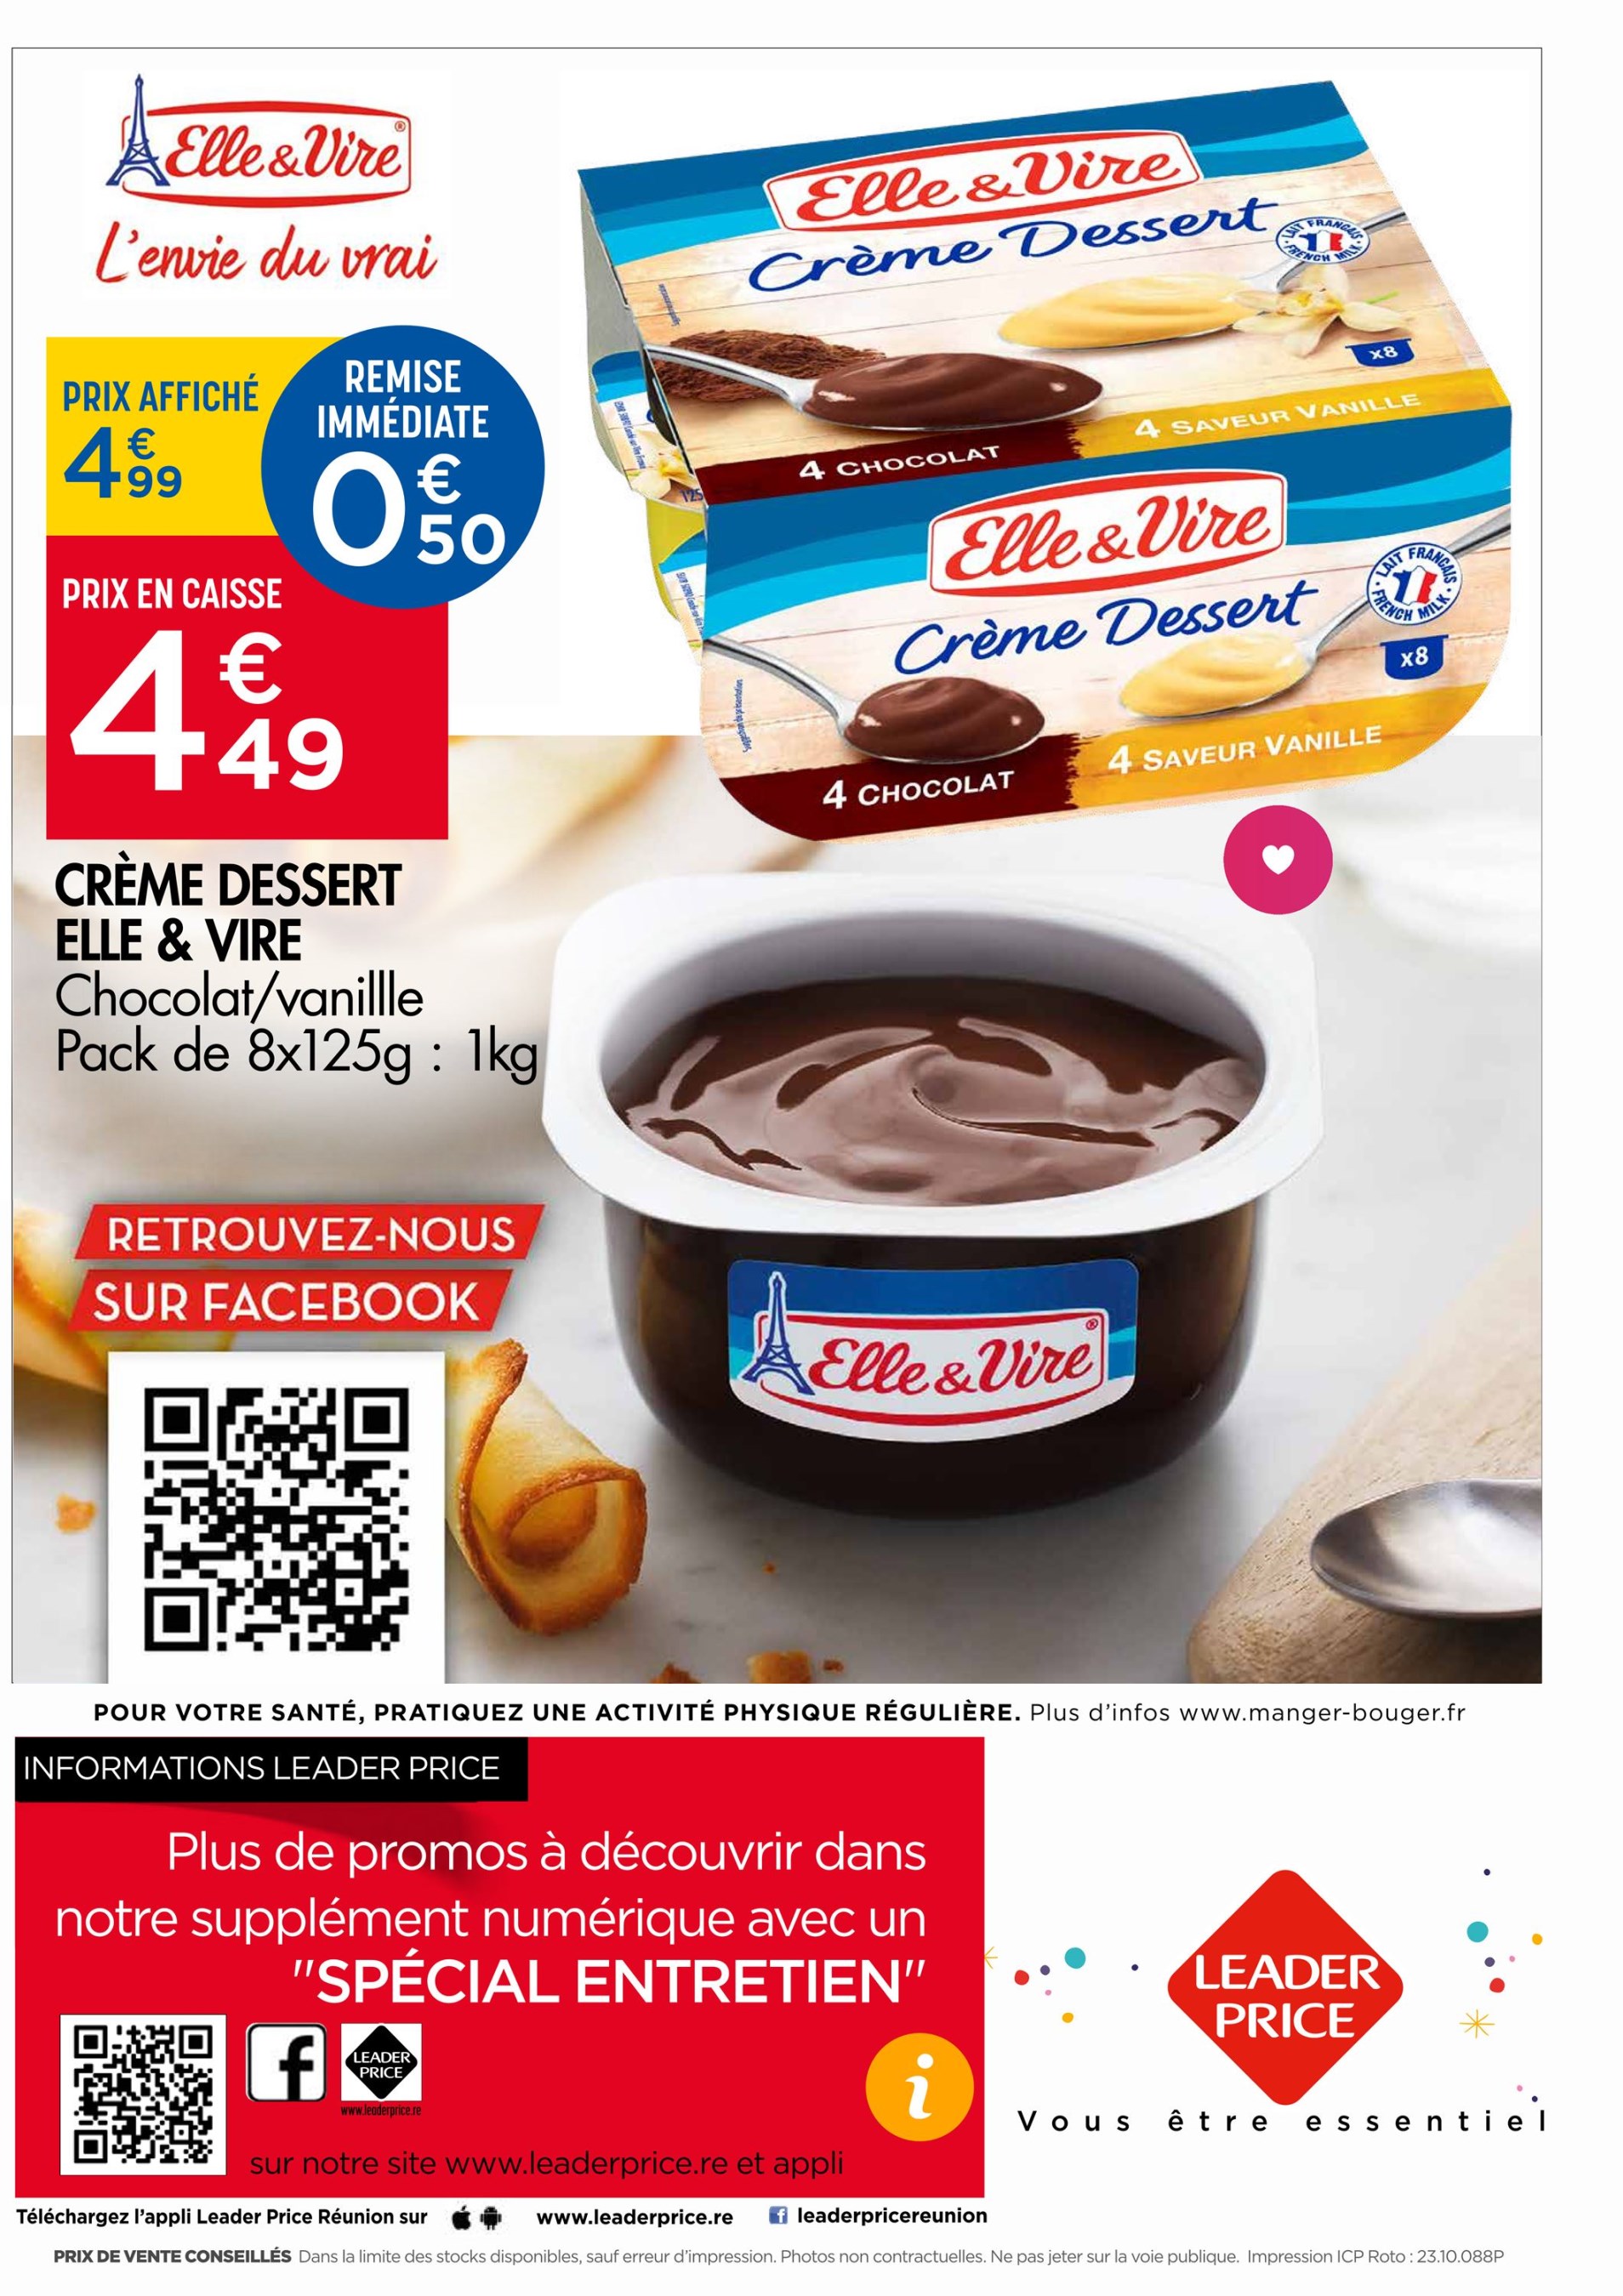 Elle & Vire®
L'envie du vrai
PRIX AFFICHÉ
4€99
REMISE
IMMÉDIATE
0€50
PRIX EN CAISSE
4€49
Elle & Vire
Crème Dessert
LAIT FRANÇAIS
FRENCH MILK
x8
4 CHOCOLAT
4 SAVEUR VANILLE
125
Elle & Vire
Crème Dessert
LAIT FRANÇAIS
FRENCH MILK
x8
Suggestion de présentation
4 CHOCOLAT
4 SAVEUR VANILLE
CRÈME DESSERT
ELLE & VIRE
Chocolat/vanillle
Pack de 8x125g : 1kg
RETROUVEZ-NOUS
SUR FACEBOOK
Elle & Vire®
POUR VOTRE SANTÉ, PRATIQUEZ UNE ACTIVITÉ PHYSIQUE RÉGULIÈRE. Plus d'infos www.manger-bouger.fr
INFORMATIONS LEADER PRICE
Plus de promos à découvrir dans
notre supplément numérique avec un
"SPÉCIAL ENTRETIEN"
f
LEADER
PRICE
www.leaderprice.re
i
sur notre site www.leaderprice.re et appli
LEADER
PRICE
Vous être essentiel
Téléchargez l'appli Leader Price Réunion sur www.leaderprice.re f leaderpricereunion
PRIX DE VENTE CONSEILLÉS Dans la limite des stocks disponibles, sauf erreur d'impression. Photos non contractuelles. Ne pas jeter sur la voie publique. Impression ICP Roto : 23.10.088P